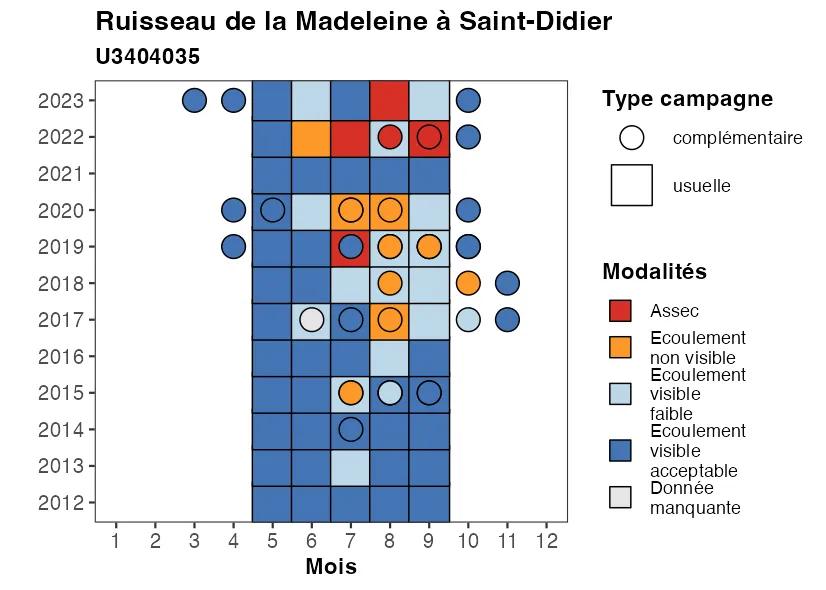 Ruisseau de la Madeleine à Saint-Didier
U3404035
2023
2022
2021
2020
2019
2018
2017
2016
2015
2014
2013
2012
1 2 3 4 5 6 7 8 9 10 11 12
Mois
Type campagne
complémentaire
usuelle
Modalités
Assec
Ecoulement
non visible
Ecoulement
visible
faible
Ecoulement
visible
acceptable
Donnée
manquante